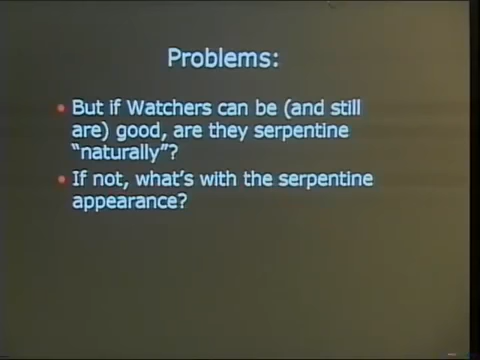 Problems:
• But if Watchers can be (and still
are) good, are they serpentine
“naturally”?
• If not, what’s with the serpentine
appearance?